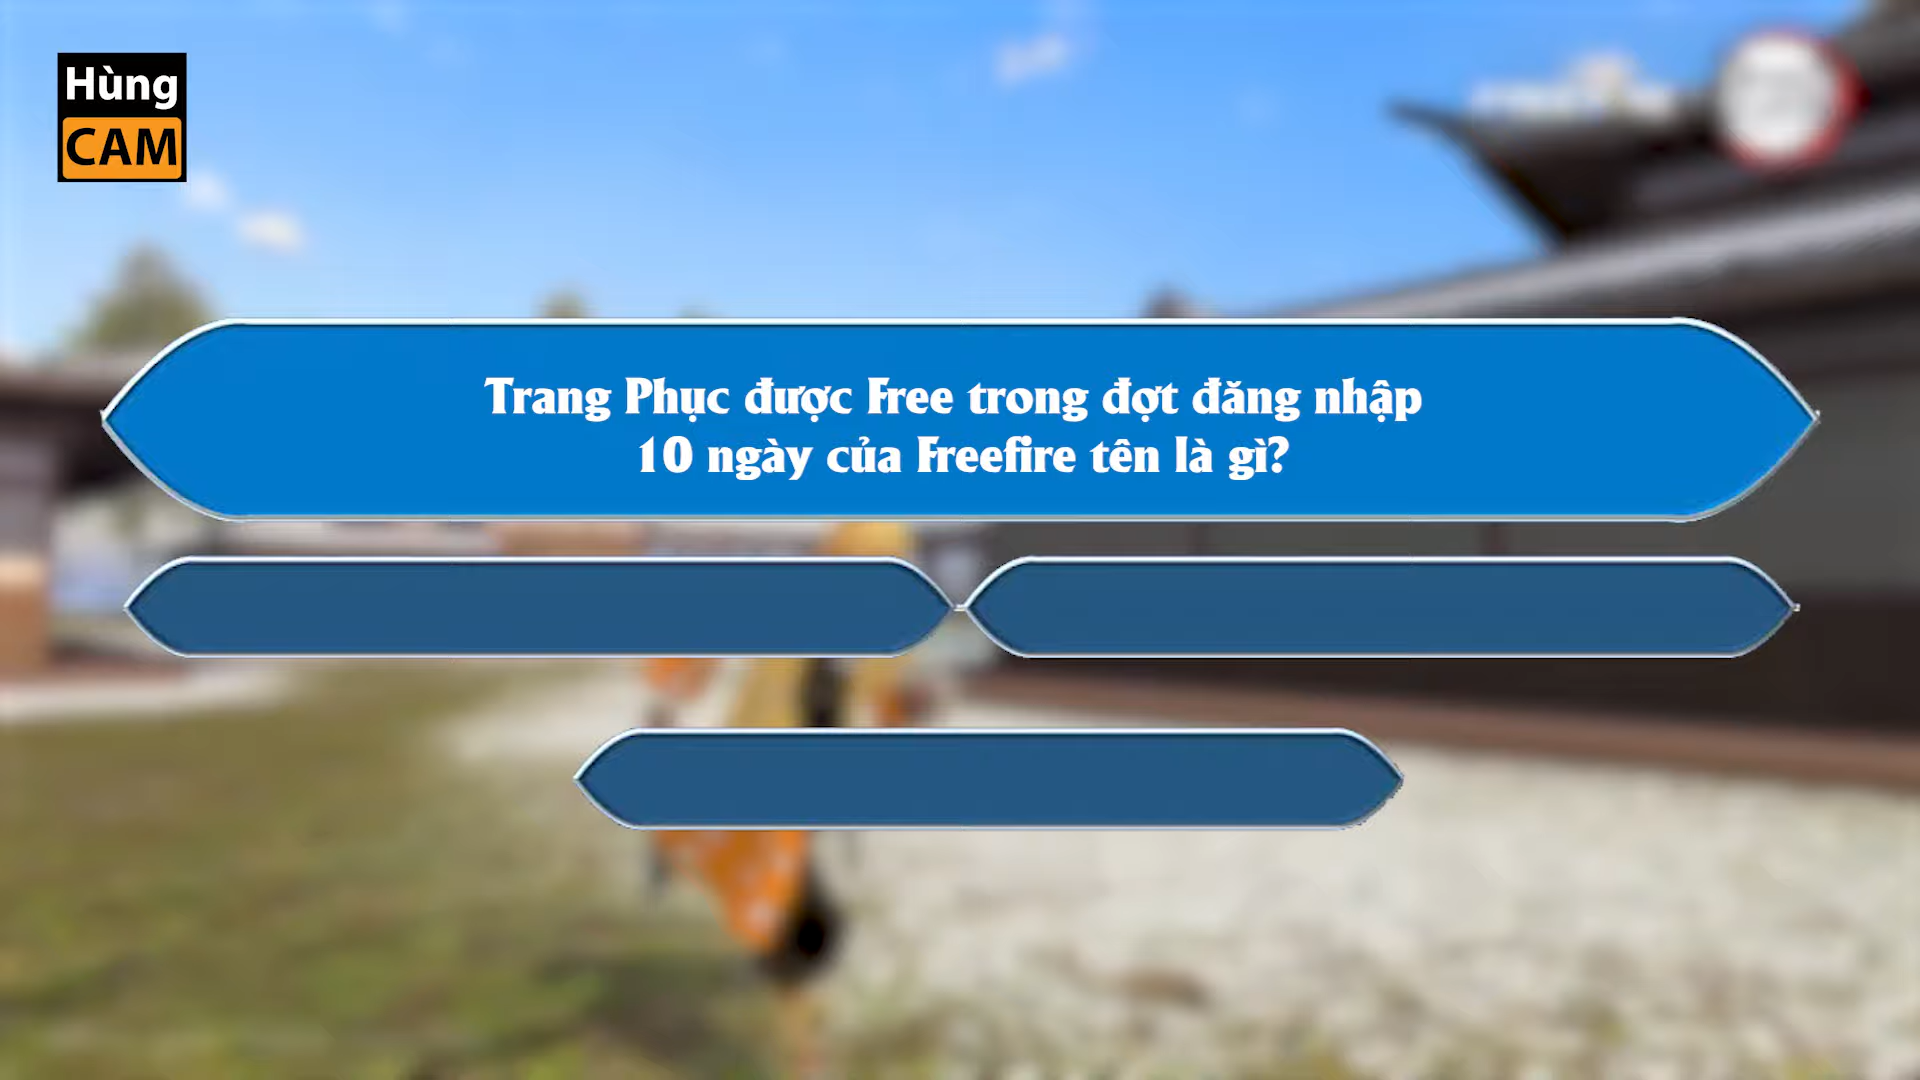 Hùng
CAM
Trang Phục được Free trong đợt đăng nhập
10 ngày của Freefire tên là gì?